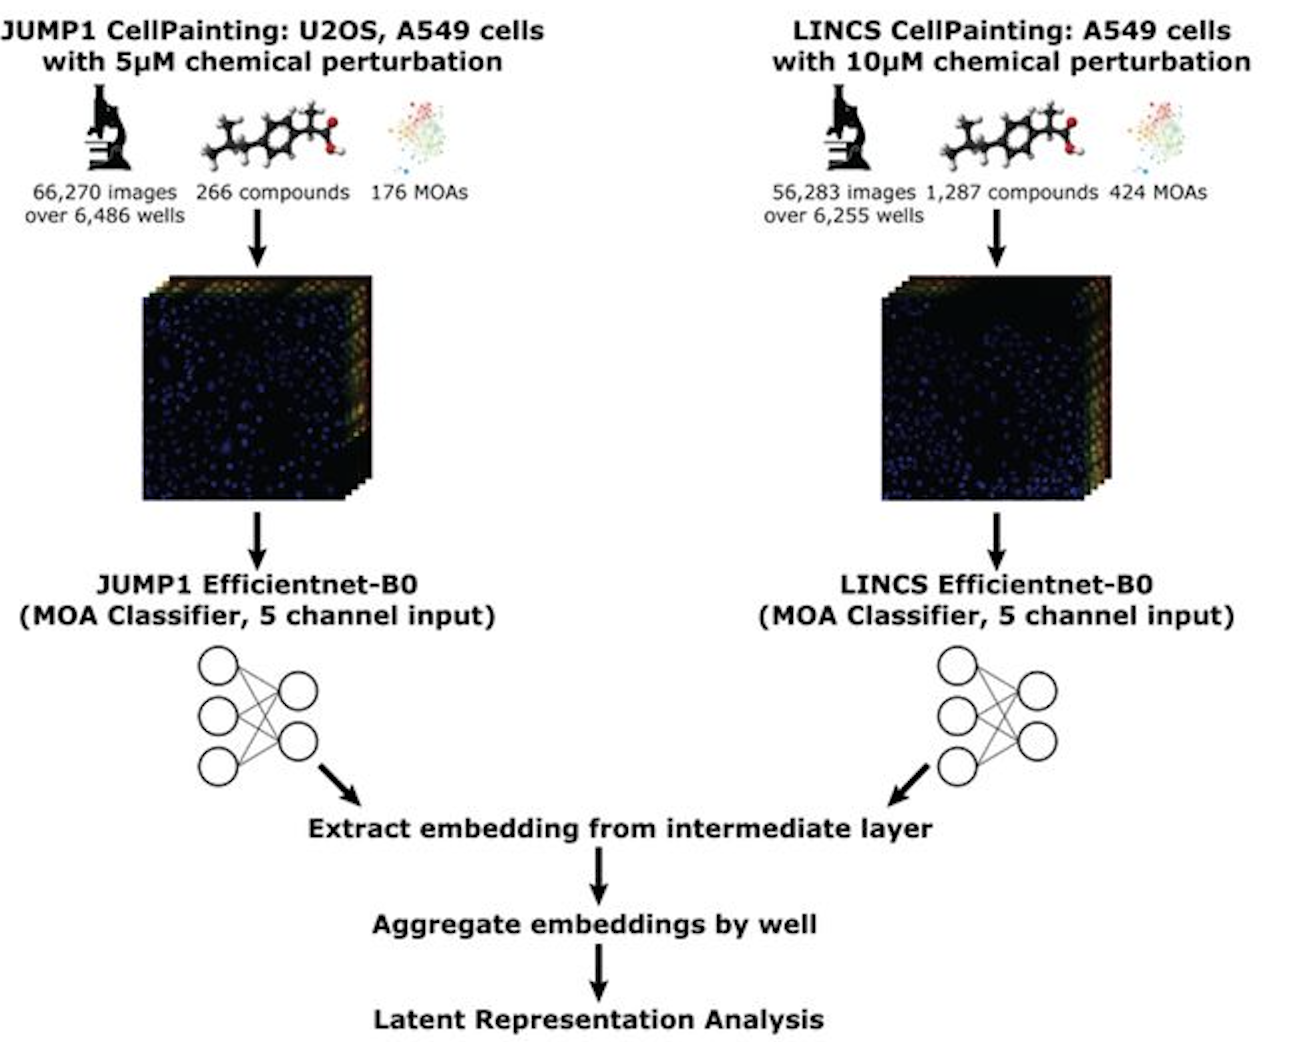 JUMP1 CellPainting: U2OS, A549 cells
with 5μM chemical perturbation
66,270 images
over 6,486 wells
266 compounds
176 MOAs
JUMP1 Efficientnet-B0
(MOA Classifier, 5 channel input)
LINCS CellPainting: A549 cells
with 10μM chemical perturbation
56,283 images
over 6,255 wells
1,287 compounds
424 MOAs
LINCS Efficientnet-B0
(MOA Classifier, 5 channel input)
Extract embedding from intermediate layer
Aggregate embeddings by well
Latent Representation Analysis